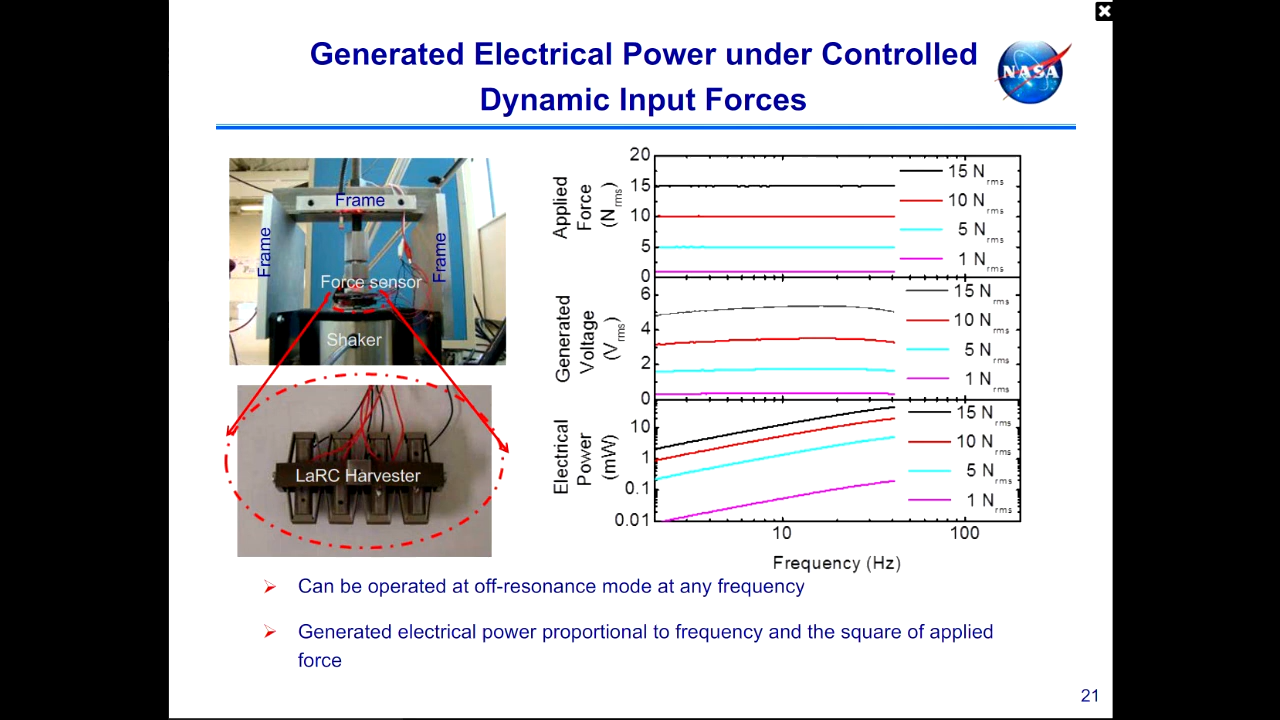 Generated Electrical Power under Controlled
Dynamic Input Forces
NASA
Frame
Frame
Frame
Force sensor
Shaker
LaRC Harvester
Applied
Force
(Nrms)
20
15
10
5
0
15 Nrms
10 Nrms
5 Nrms
1 Nrms
Generated
Voltage
(Vrms)
6
4
2
0
15 Nrms
10 Nrms
5 Nrms
1 Nrms
Electrical
Power
(mW)
10
1
0.1
0.01
15 Nrms
10 Nrms
5 Nrms
1 Nrms
10 100
Frequency (Hz)
Can be operated at off-resonance mode at any frequency
Generated electrical power proportional to frequency and the square of applied
force
21